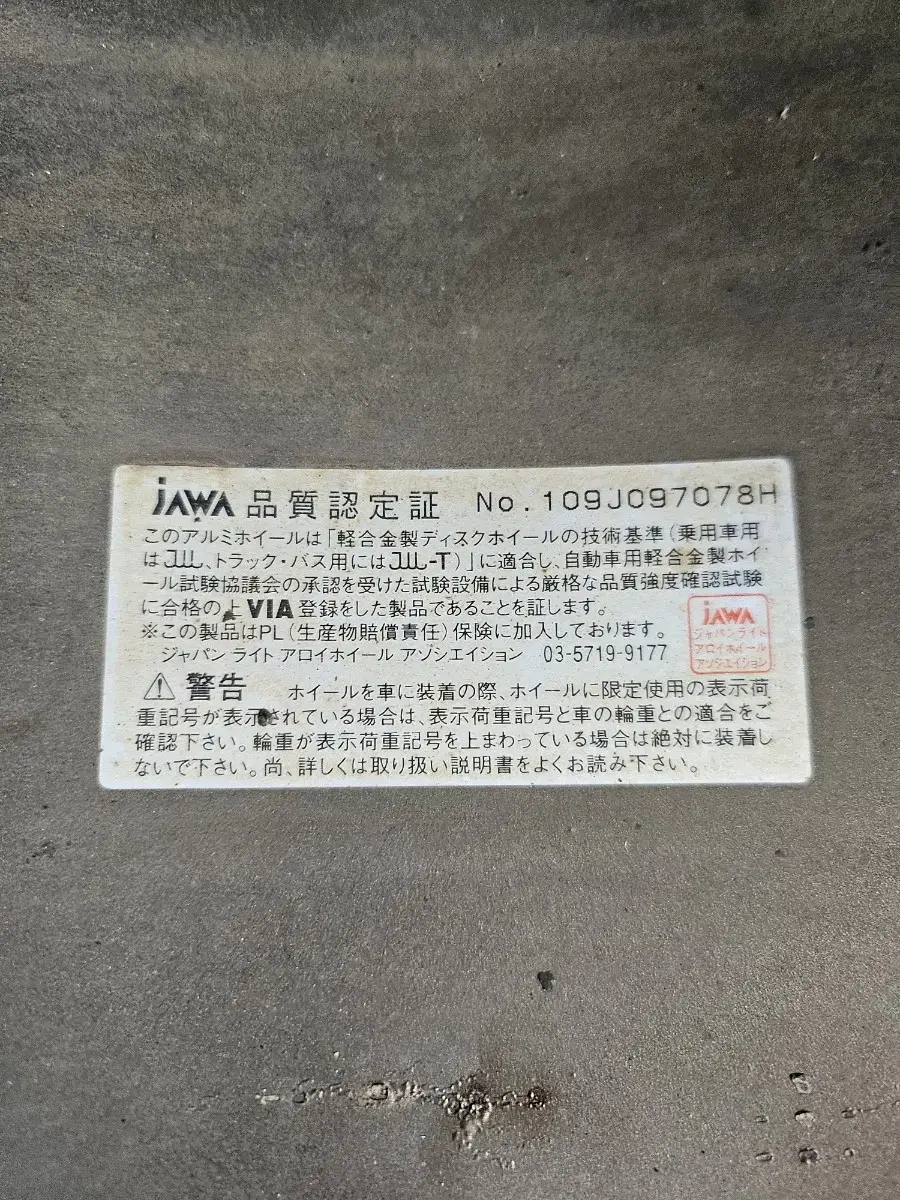 JAWA 品質認定証 No.109J097078H
このアルミホイールは「軽合金製ディスクホイールの技術基準(乗用車用
はJWL、トラック・バス用にはJWL-T)」に適合し、自動車用軽合金製ホイ
ール試験協議会の承認を受けた試験設備による厳格な品質強度確認試験
に合格の上VIA登録をした製品であることを証します。
※この製品はPL(生産物賠償責任)保険に加入しております。
ジャパン ライト アロイホイール アソシエイション 03-5719-9177
JAWA
ジャパンライト
アロイホイール
アソシエイション
⚠警告 ホイールを車に装着の際、ホイールに限定使用の表示荷
重記号が表示されている場合は、表示荷重記号と車の輪重との適合をご
確認下さい。輪重が表示荷重記号を上まわっている場合は絶対に装着し
ないで下さい。尚、詳しくは取り扱い説明書をよくお読み下さい。